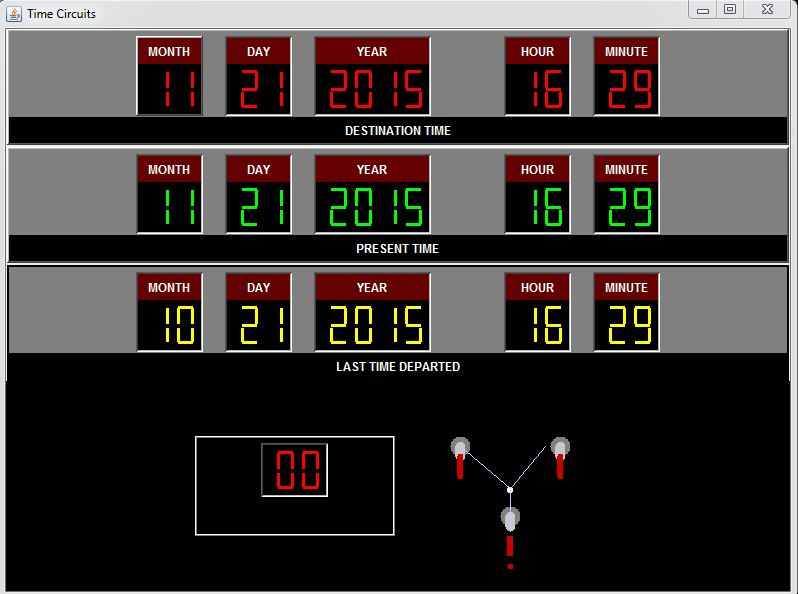 Time Circuits
MONTH DAY YEAR HOUR MINUTE
11 21 2015 16 29
DESTINATION TIME
MONTH DAY YEAR HOUR MINUTE
11 21 2015 16 29
PRESENT TIME
MONTH DAY YEAR HOUR MINUTE
10 21 2015 16 29
LAST TIME DEPARTED
00